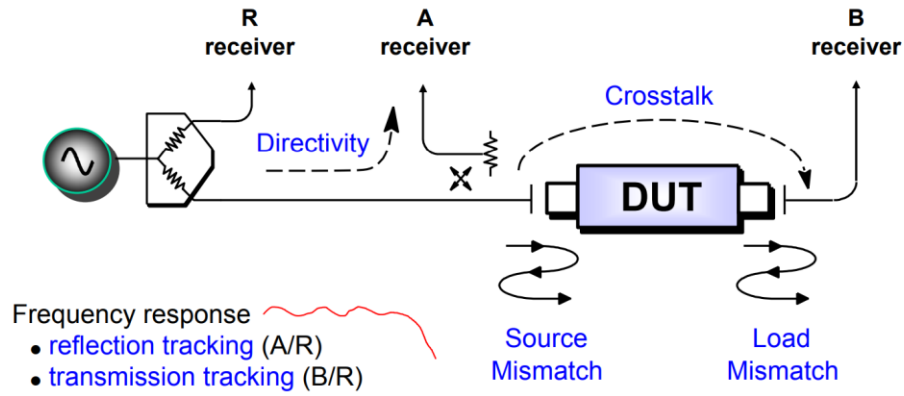 R
receiver
A
receiver
B
receiver
Crosstalk
Directivity
DUT
Frequency response
• reflection tracking (A/R)
• transmission tracking (B/R)
Source
Mismatch
Load
Mismatch